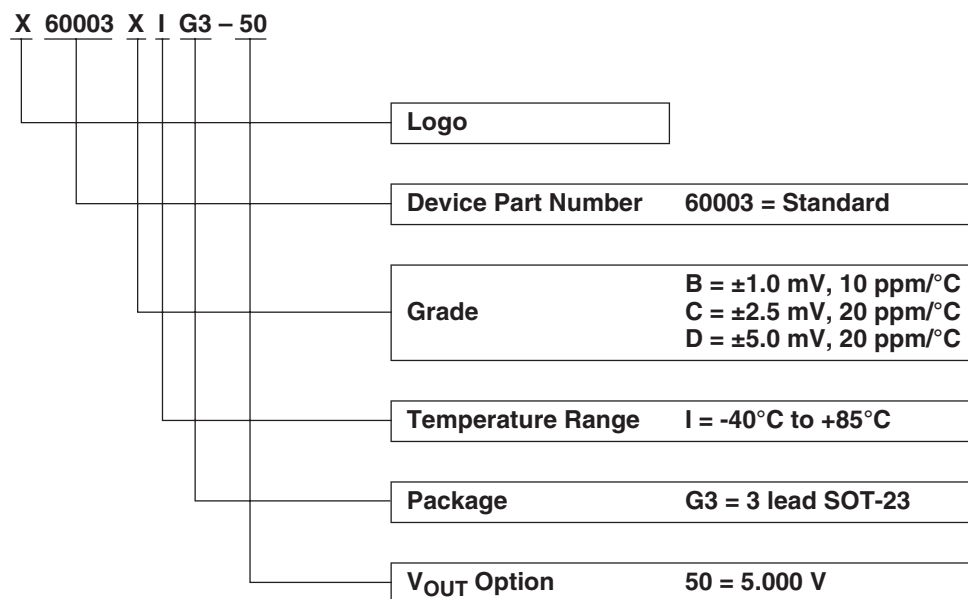 X 60003 X I G3 – 50
Logo
Device Part Number 60003 = Standard
Grade
B = ±1.0 mV, 10 ppm/°C
C = ±2.5 mV, 20 ppm/°C
D = ±5.0 mV, 20 ppm/°C
Temperature Range I = -40°C to +85°C
Package G3 = 3 lead SOT-23
VOUT Option 50 = 5.000 V